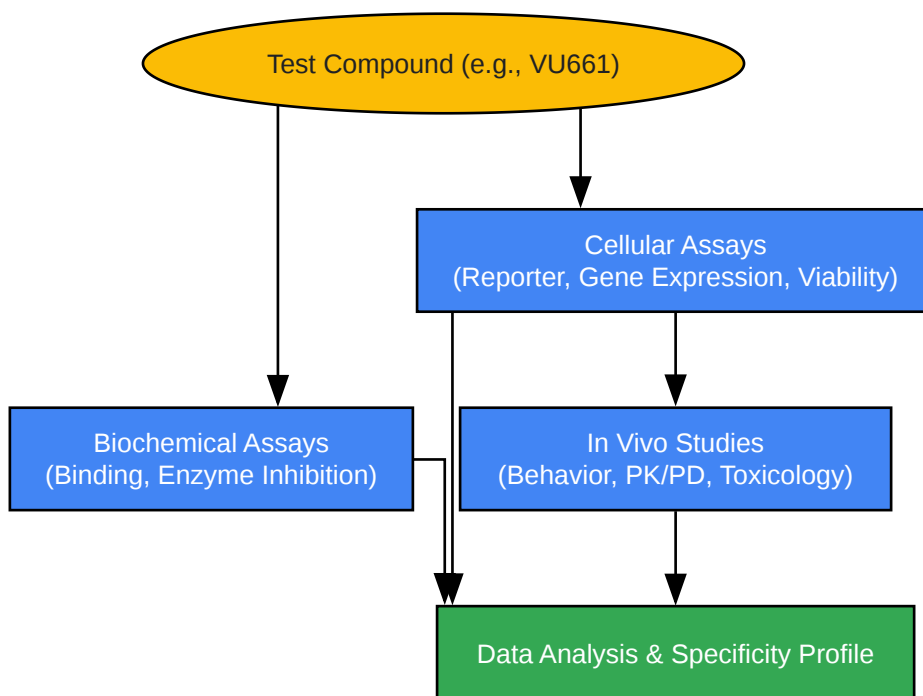 Test Compound (e.g., VU661)
Cellular Assays
(Reporter, Gene Expression, Viability)
Biochemical Assays
(Binding, Enzyme Inhibition)
In Vivo Studies
(Behavior, PK/PD, Toxicology)
Data Analysis & Specificity Profile